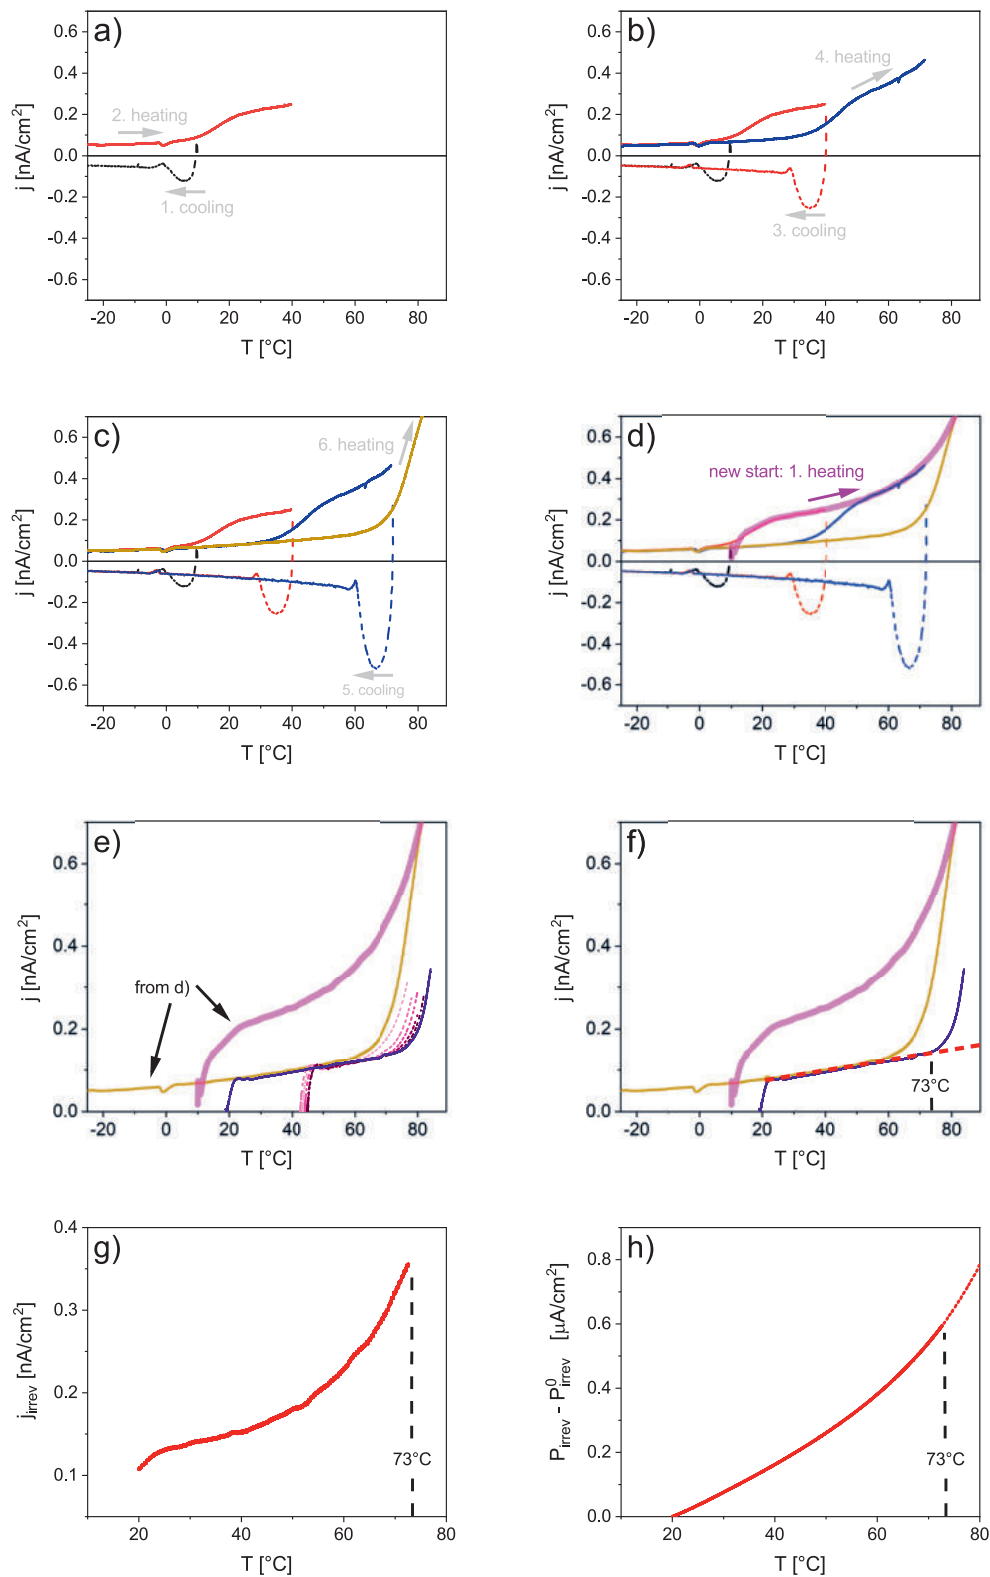 a)
0.6
0.4
0.2
0.0
-0.2
-0.4
-0.6
j [nA/cm²]
2. heating
1. cooling
-20 0 20 40 60 80
T [°C]
b)
0.6
0.4
0.2
0.0
-0.2
-0.4
-0.6
j [nA/cm²]
4. heating
3. cooling
-20 0 20 40 60 80
T [°C]
c)
0.6
0.4
0.2
0.0
-0.2
-0.4
-0.6
j [nA/cm²]
6. heating
5. cooling
-20 0 20 40 60 80
T [°C]
d)
0.6
0.4
0.2
0.0
-0.2
-0.4
-0.6
j [nA/cm²]
new start: 1. heating
-20 0 20 40 60 80
T [°C]
e)
0.6
0.4
0.2
0.0
j [nA/cm²]
from d)
-20 0 20 40 60 80
T [°C]
f)
0.6
0.4
0.2
0.0
j [nA/cm²]
73°C
-20 0 20 40 60 80
T [°C]
g)
0.4
0.3
0.2
0.1
j_irrev [nA/cm²]
73°C
20 40 60 80
T [°C]
h)
0.8
0.6
0.4
0.2
0.0
P_irrev - P⁰_irrev [µA/cm²]
73°C
20 40 60 80
T [°C]